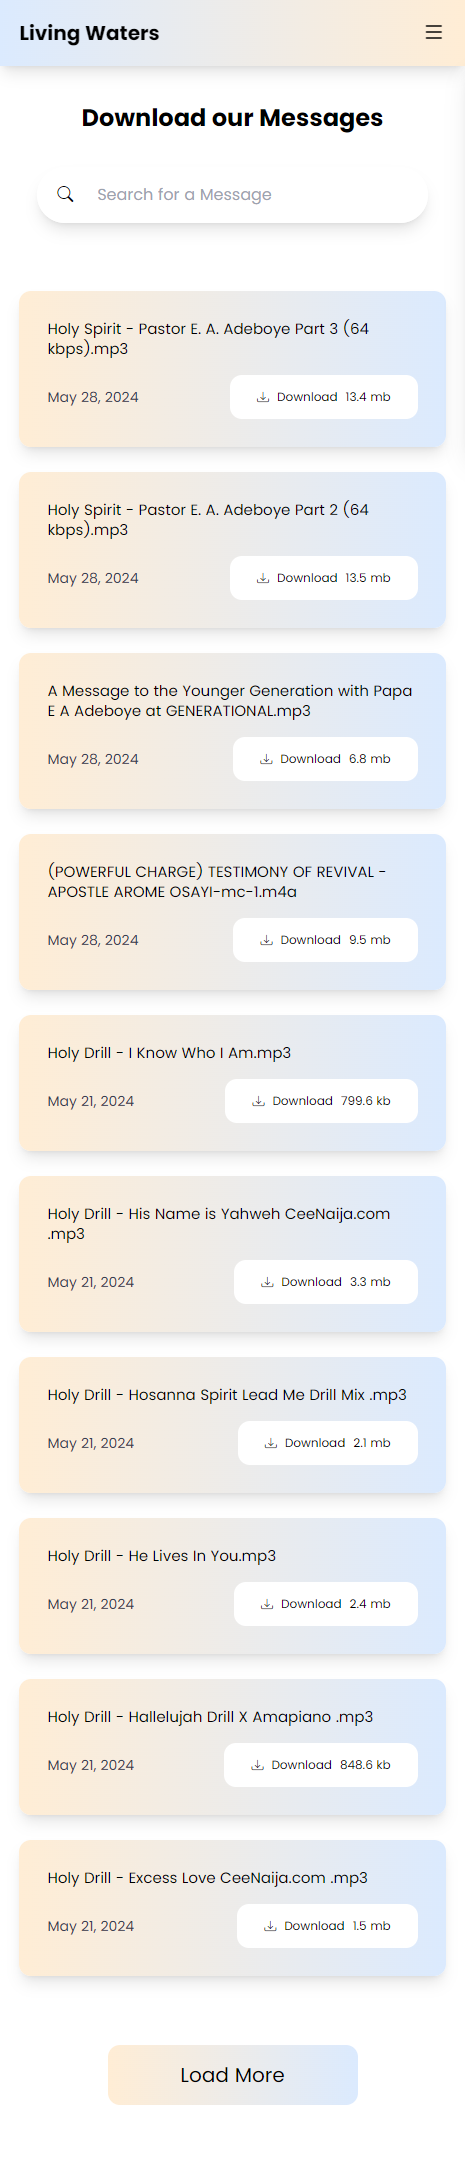 Living Waters
Download our Messages
Search for a Message
Holy Spirit - Pastor E. A. Adeboye Part 3 (64
kbps).mp3
May 28, 2024
Download 13.4 mb
Holy Spirit - Pastor E. A. Adeboye Part 2 (64
kbps).mp3
May 28, 2024
Download 13.5 mb
A Message to the Younger Generation with Papa
E A Adeboye at GENERATIONAL.mp3
May 28, 2024
Download 6.8 mb
(POWERFUL CHARGE) TESTIMONY OF REVIVAL -
APOSTLE AROME OSAYI-mc-1.m4a
May 28, 2024
Download 9.5 mb
Holy Drill - I Know Who I Am.mp3
May 21, 2024
Download 799.6 kb
Holy Drill - His Name is Yahweh CeeNaija.com
.mp3
May 21, 2024
Download 3.3 mb
Holy Drill - Hosanna Spirit Lead Me Drill Mix .mp3
May 21, 2024
Download 2.1 mb
Holy Drill - He Lives In You.mp3
May 21, 2024
Download 2.4 mb
Holy Drill - Hallelujah Drill X Amapiano .mp3
May 21, 2024
Download 848.6 kb
Holy Drill - Excess Love CeeNaija.com .mp3
May 21, 2024
Download 1.5 mb
Load More